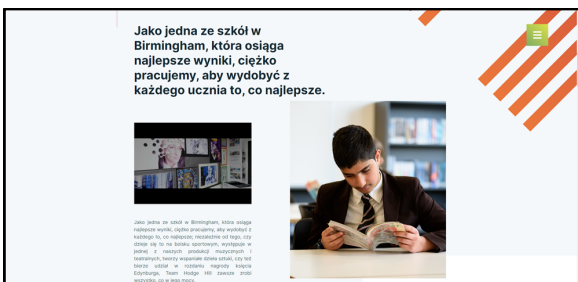 Jako jedna ze szkół w
Birmingham, która osiąga
najlepsze wyniki, ciężko
pracujemy, aby wydobyć z
każdego ucznia to, co najlepsze.
Jako jedna ze szkół w Birmingham, która osiąga
najlepsze wyniki, ciężko pracujemy, aby wydobyć z
każdego to, co najlepsze; niezależnie od tego, czy
dzieje się to na boisku sportowym, występuje w
jednej z naszych produkcji muzycznych i
teatralnych, tworzy wspaniałe dzieła sztuki, czy też
bierze udział w rozdaniu nagrody księcia
Edynburga, Team Hodge Hill zawsze zrobi
wszystko, co w jego mocy.